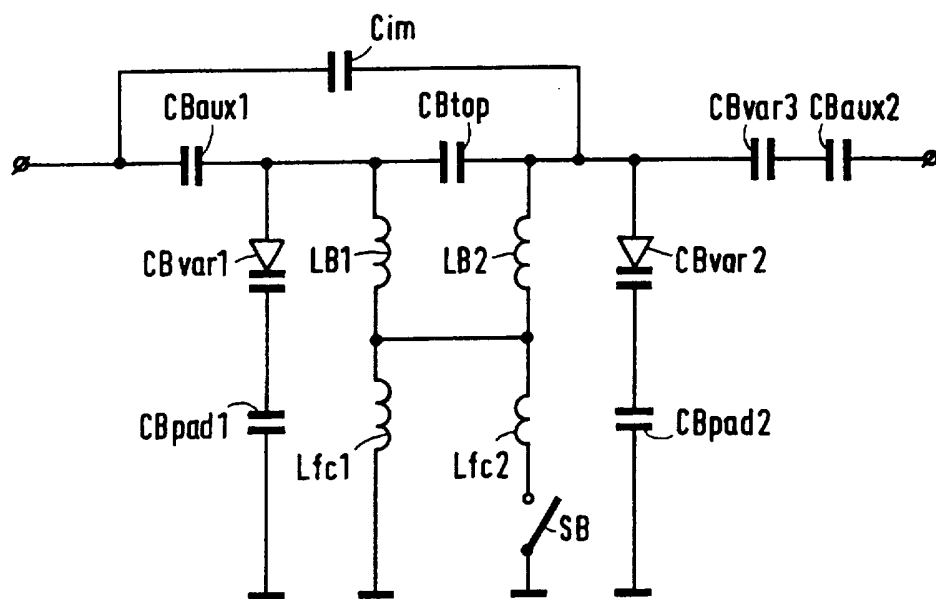 Cim
CBaux1
CBtop
CBvar3
CBaux2
CBvar1
LB1
LB2
CBvar2
CBpad1
Lfc1
Lfc2
CBpad2
SB